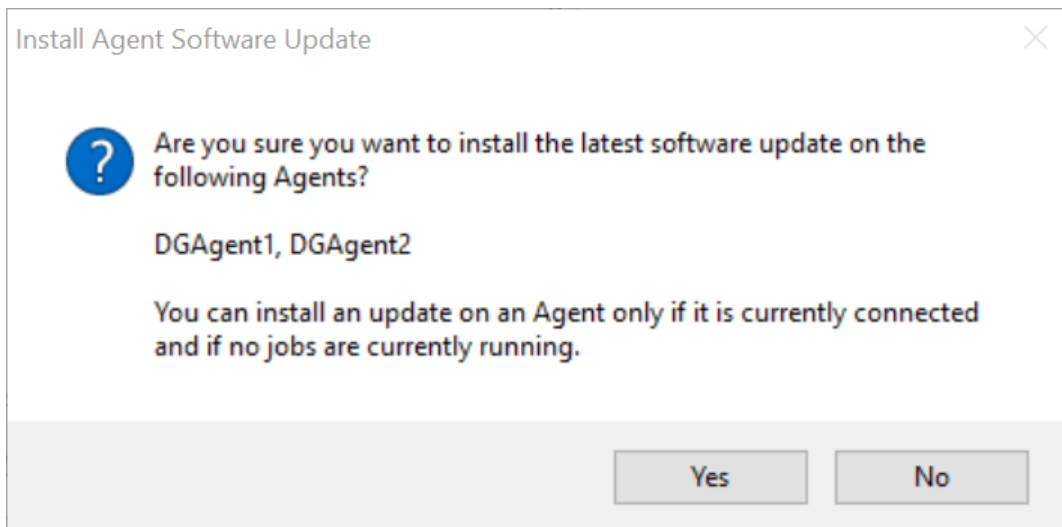 Install Agent Software Update
?
Are you sure you want to install the latest software update on the
following Agents?
DGAgent1, DGAgent2
You can install an update on an Agent only if it is currently connected
and if no jobs are currently running.
Yes
No